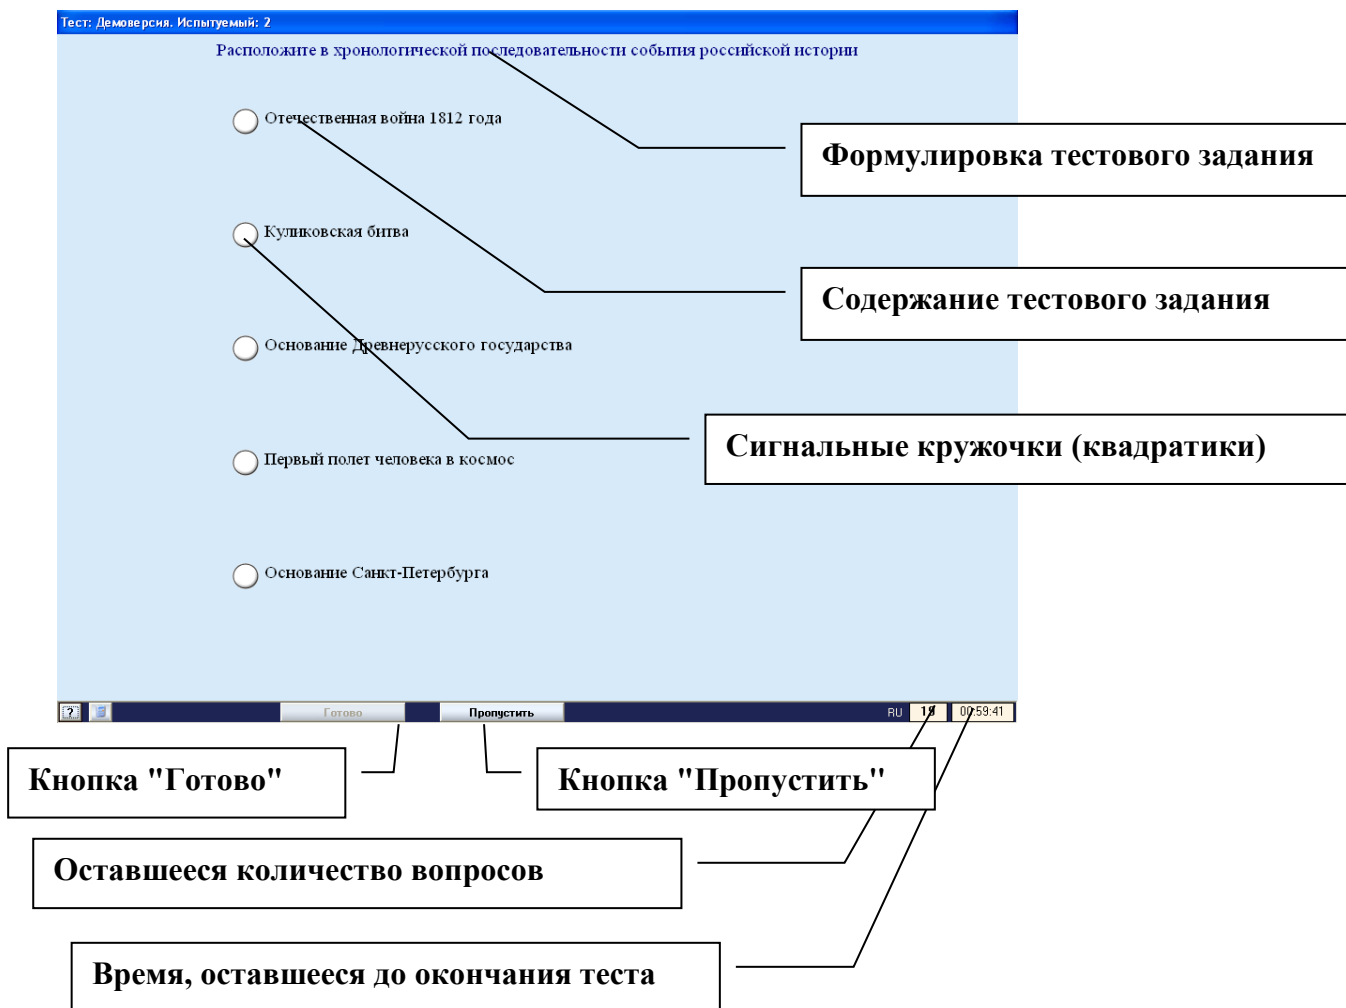 Тест: Демоверсия. Испытуемый: 2
Расположите в хронологической последовательности события российской истории
Отечественная война 1812 года
Формулировка тестового задания
Куликовская битва
Содержание тестового задания
Основание Древнерусского государства
Сигнальные кружочки (квадратики)
Первый полет человека в космос
Основание Санкт-Петербурга
? Готово Пропустить RU 19 00:59:41
Кнопка "Готово" Кнопка "Пропустить"
Оставшееся количество вопросов
Время, оставшееся до окончания теста